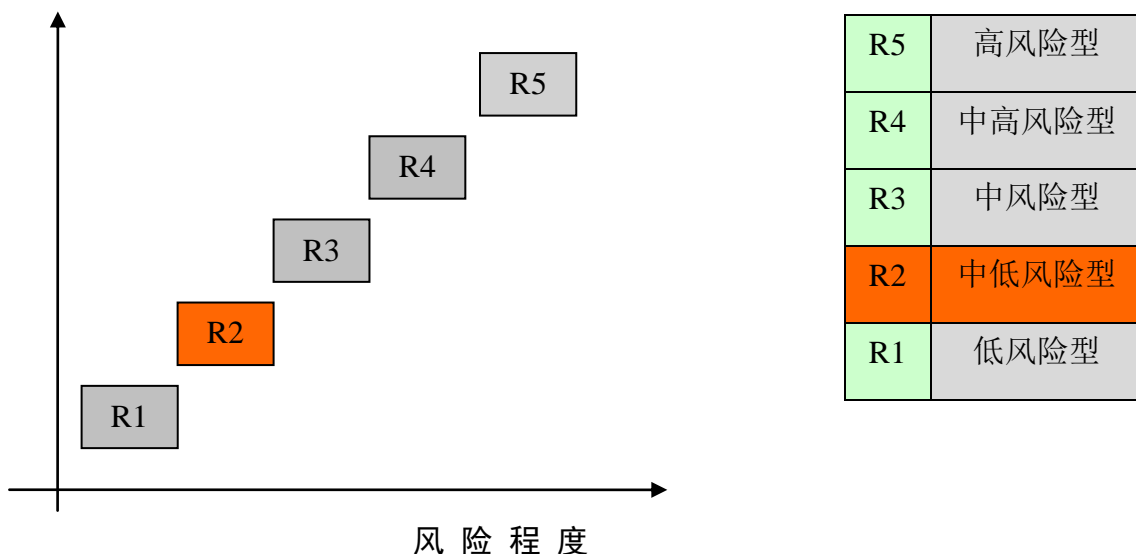 R5
R4
R3
R2
R1
风险程度
R5 高风险型
R4 中高风险型
R3 中风险型
R2 中低风险型
R1 低风险型